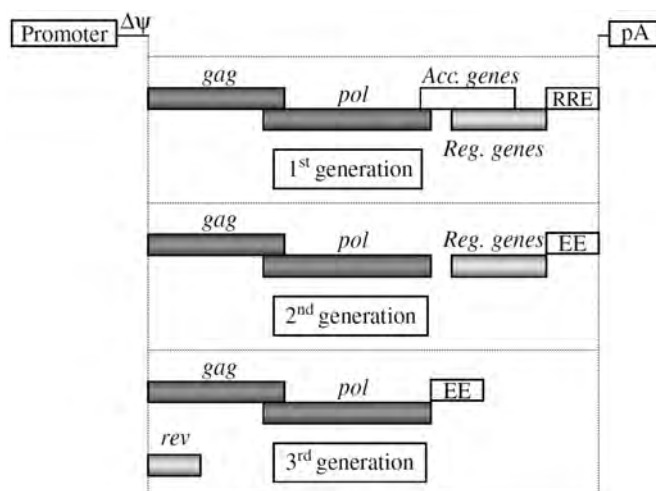 Promoter Δψ pA
Acc. genes
gag pol RRE
Reg. genes
1st generation
gag pol Reg. genes EE
2nd generation
gag pol EE
rev
3rd generation